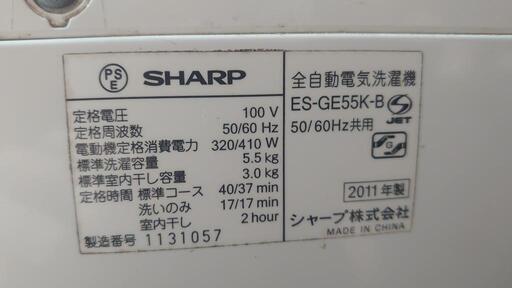 PS
E
SHARP
定格電圧 100 V
定格周波数 50/60 Hz
電動機定格消費電力 320/410 W
標準洗濯容量 5.5 kg
標準室内干し容量 3.0 kg
定格時間 標準コース 40/37 min
洗いのみ 17/17 min
室内干し 2 hour
製造番号 1131057
全自動電気洗濯機
ES-GE55K-B
50/60Hz共用
JET
2011年製
シャープ株式会社
MADE IN CHINA